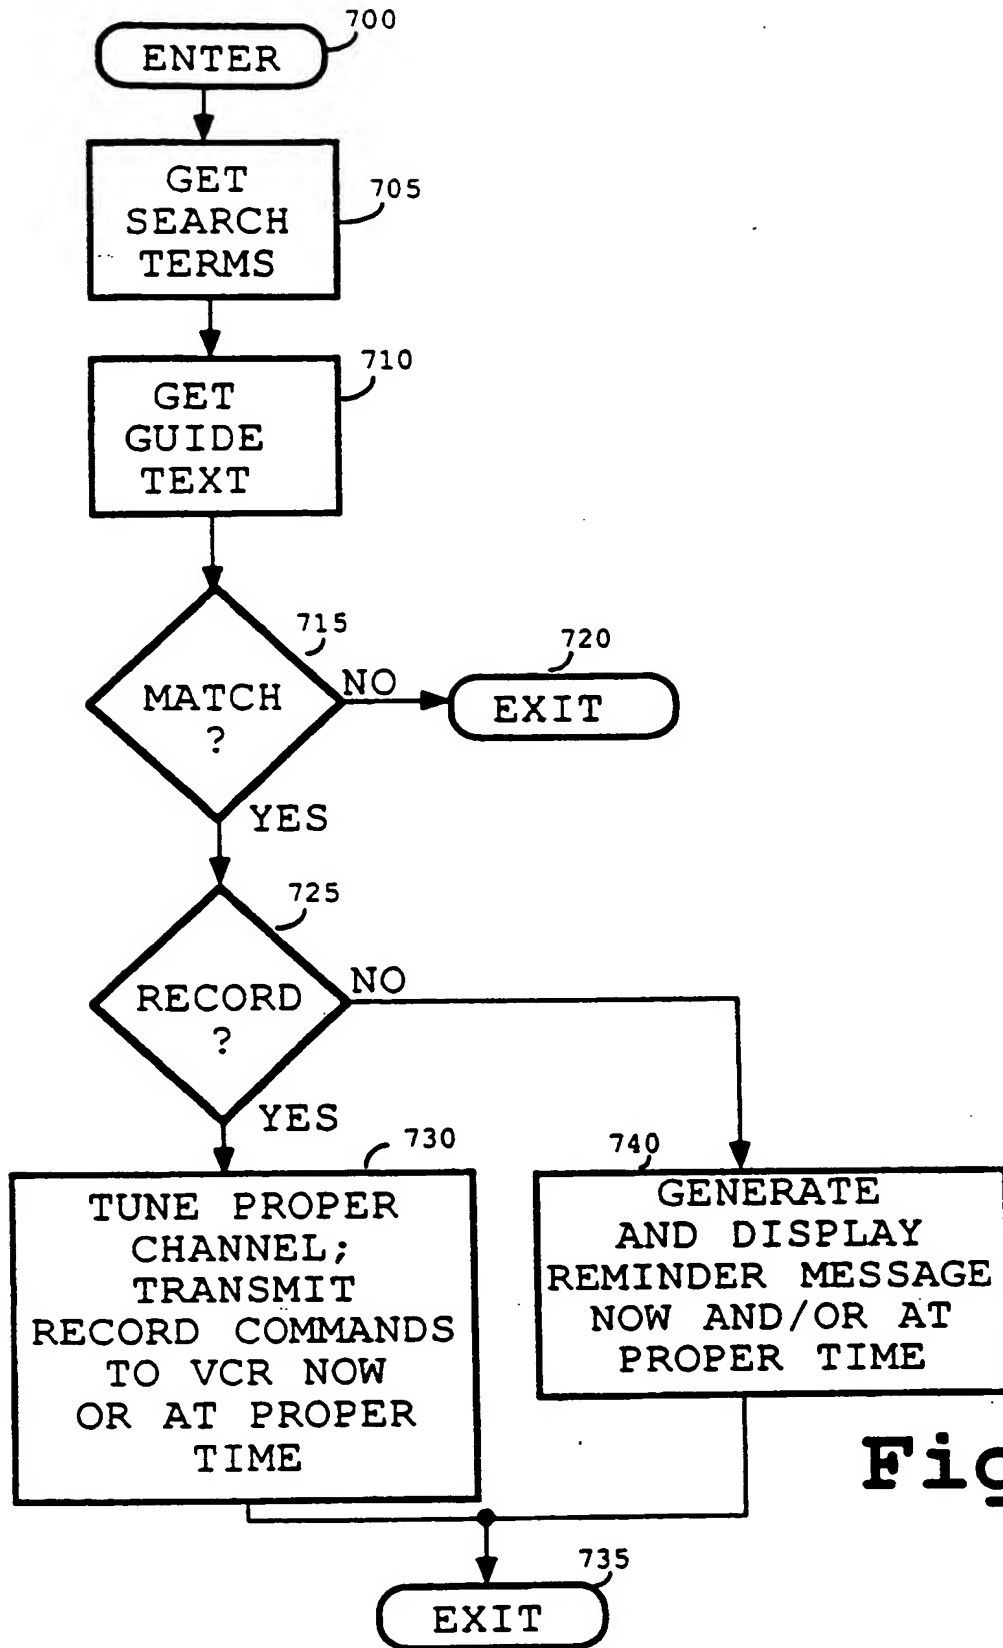 700
ENTER
GET
SEARCH
TERMS
705
GET
GUIDE
TEXT
710
715
MATCH
?
NO
720
EXIT
YES
725
RECORD
?
NO
YES
730
TUNE PROPER
CHANNEL;
TRANSMIT
RECORD COMMANDS
TO VCR NOW
OR AT PROPER
TIME
740
GENERATE
AND DISPLAY
REMINDER MESSAGE
NOW AND/OR AT
PROPER TIME
Fig
735
EXIT